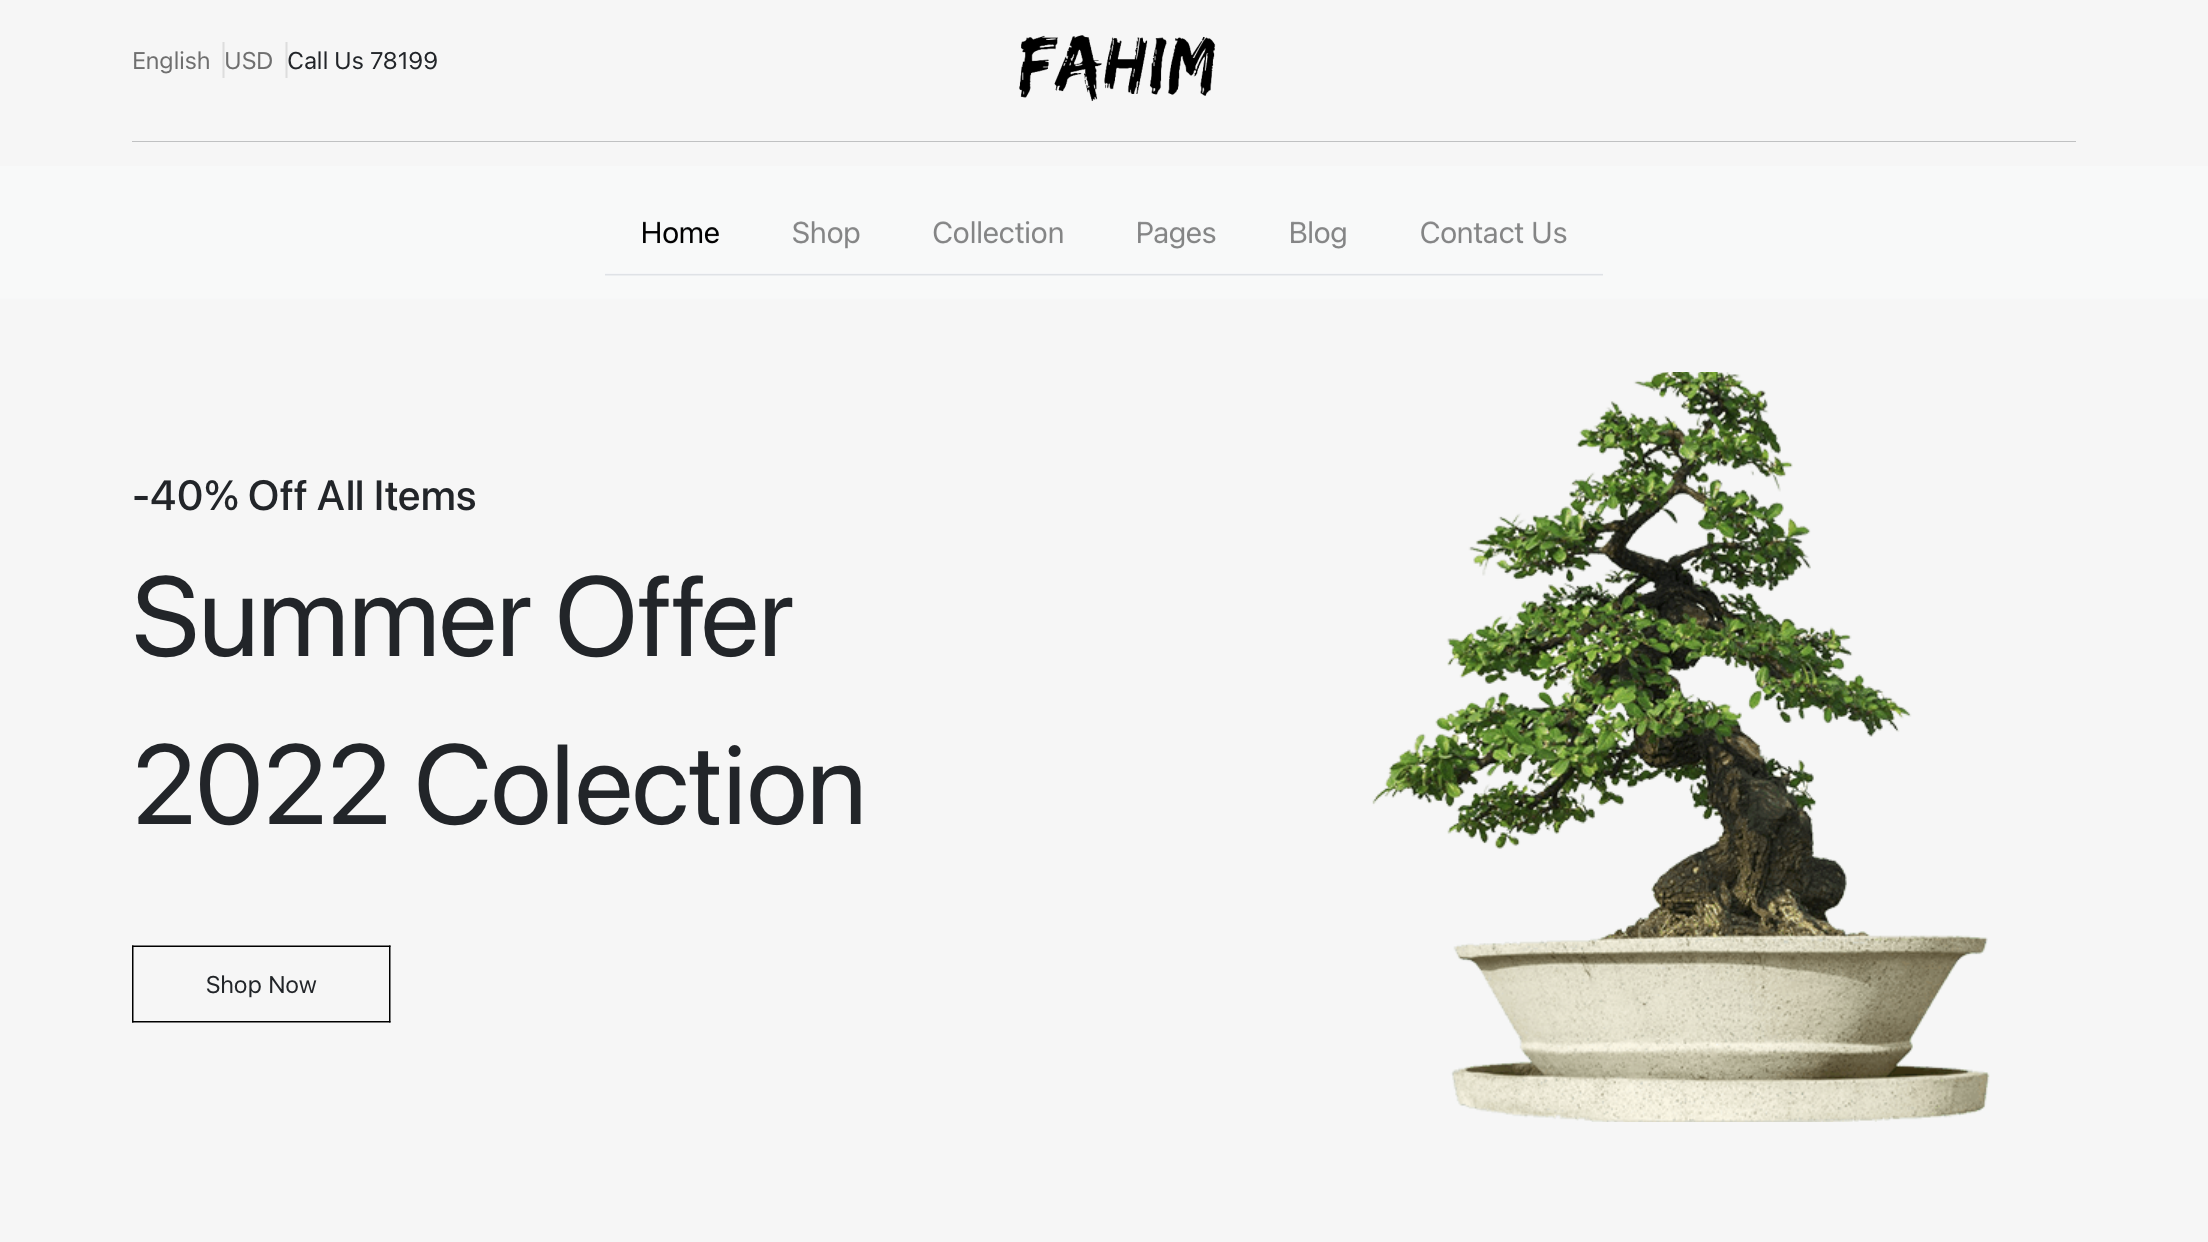 English USD Call Us 78199
FAHIM
Home Shop Collection Pages Blog Contact Us
-40% Off All Items
Summer Offer
2022 Colection
Shop Now